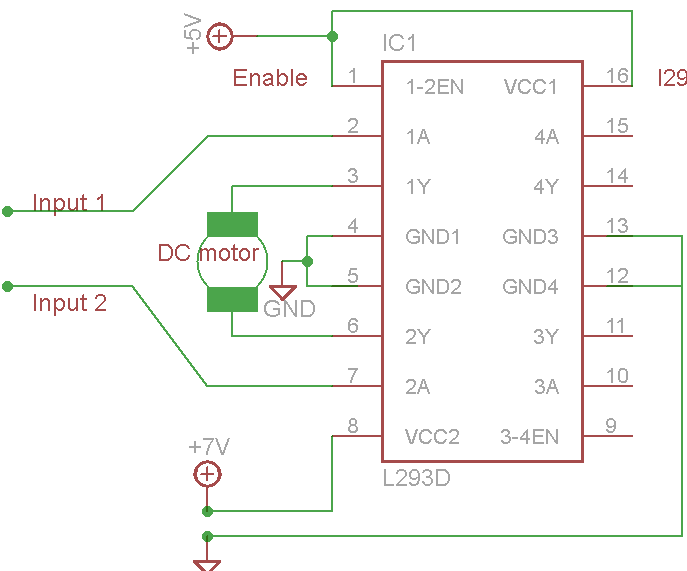 +5V
IC1
Enable
1
1-2EN
VCC1
16
I29
2
1A
4A
15
3
1Y
4Y
14
Input 1
4
GND1
GND3
13
DC motor
5
GND2
GND4
12
GND
Input 2
6
2Y
3Y
11
7
2A
3A
10
8
VCC2
3-4EN
9
+7V
L293D